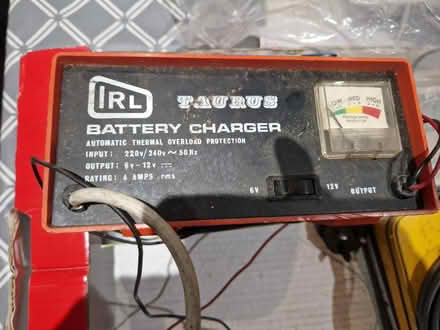 IRL TAURUS
BATTERY CHARGER
AUTOMATIC THERMAL OVERLOAD PROTECTION
INPUT: 220v/240v ~ 50Hz
OUTPUT: 6v – 12v ⎓
RATING: 4 AMPS. rms
LOW MED HIGH
6V 12V OUTPUT